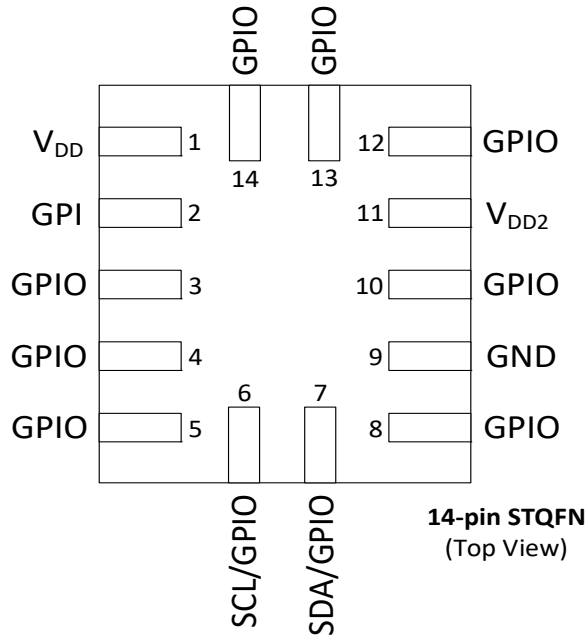 GPIO
GPIO
14
13
VDD
1
GPI
2
GPIO
3
GPIO
4
GPIO
5
12
GPIO
11
VDD2
10
GPIO
9
GND
8
GPIO
6
7
SCL/GPIO
SDA/GPIO
14-pin STQFN
(Top View)